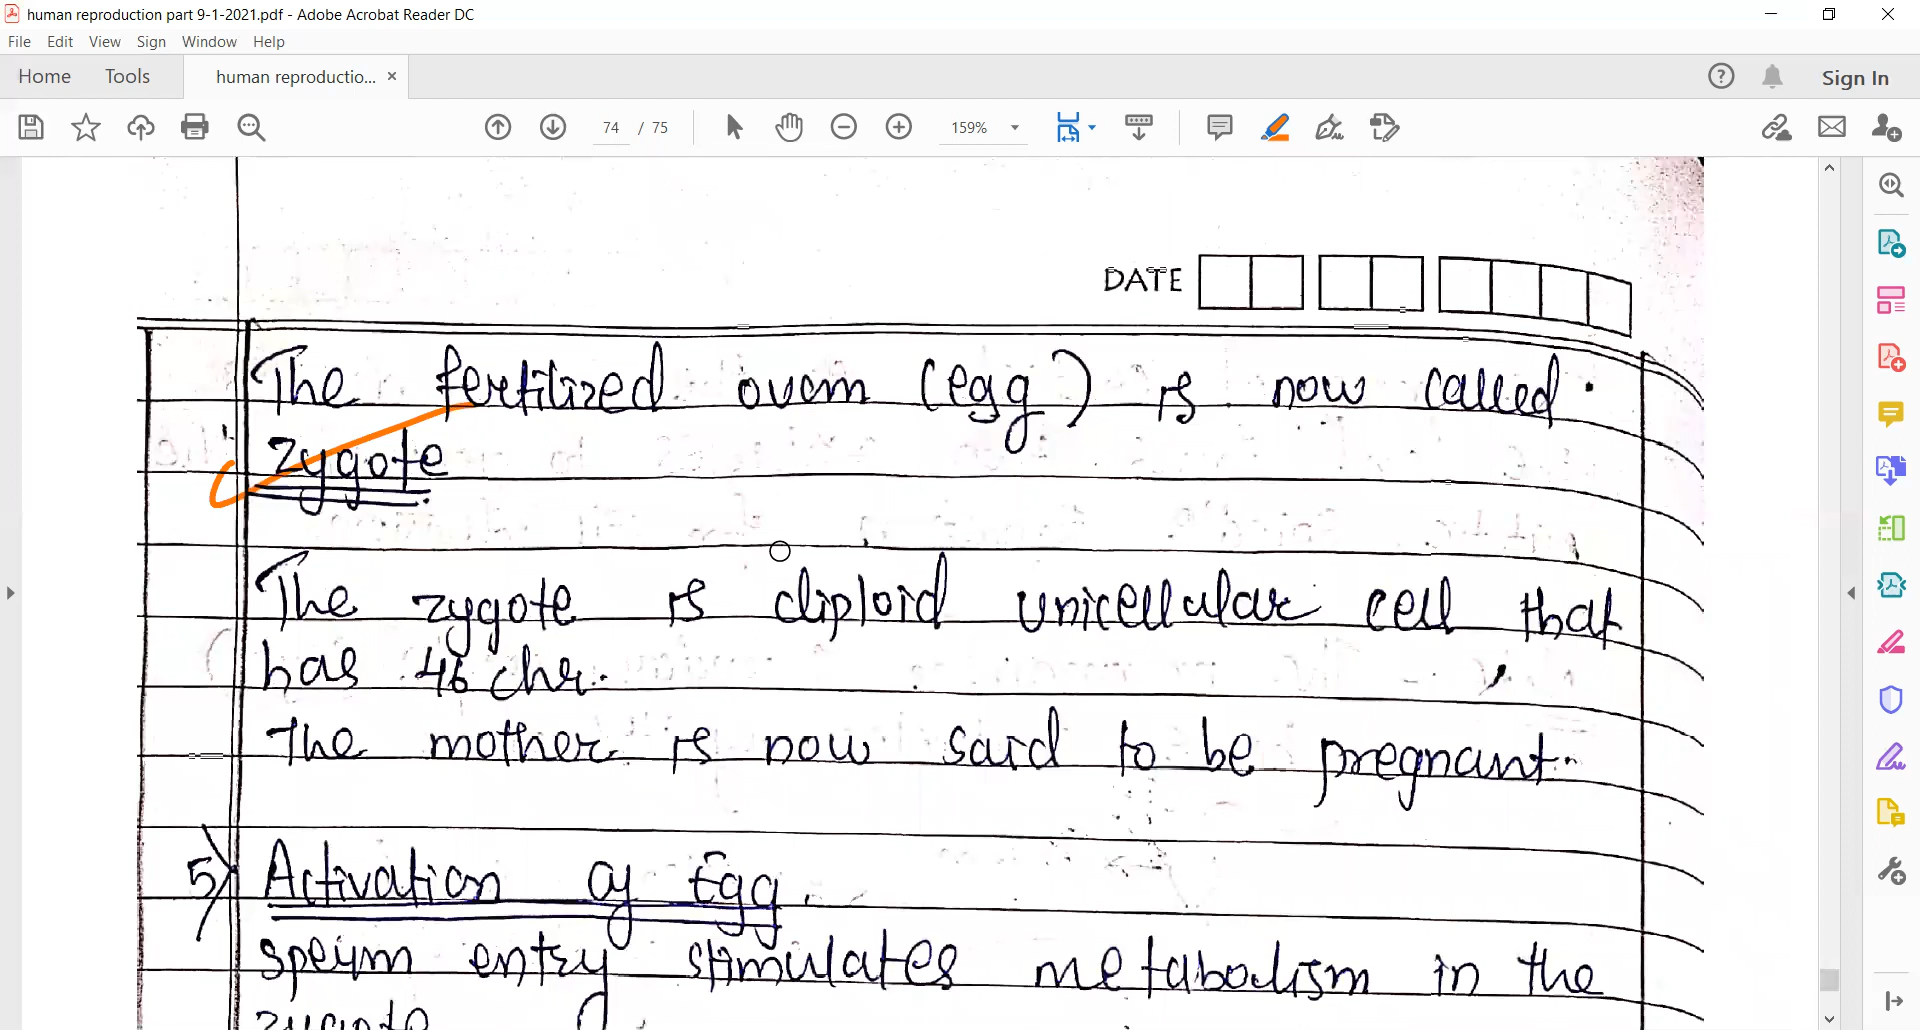 human reproduction part 9-1-2021.pdf - Adobe Acrobat Reader DC
File Edit View Sign Window Help
Home Tools human reproductio... ×
Sign In
74 / 75 159%
DATE
The fertilized ovum (egg) is now called
zygote.
The zygote is diploid unicellular cell that
has 46 chr.
The mother is now said to be pregnant.
5) Activation of Egg.
sperm entry stimulates metabolism in the
zygote